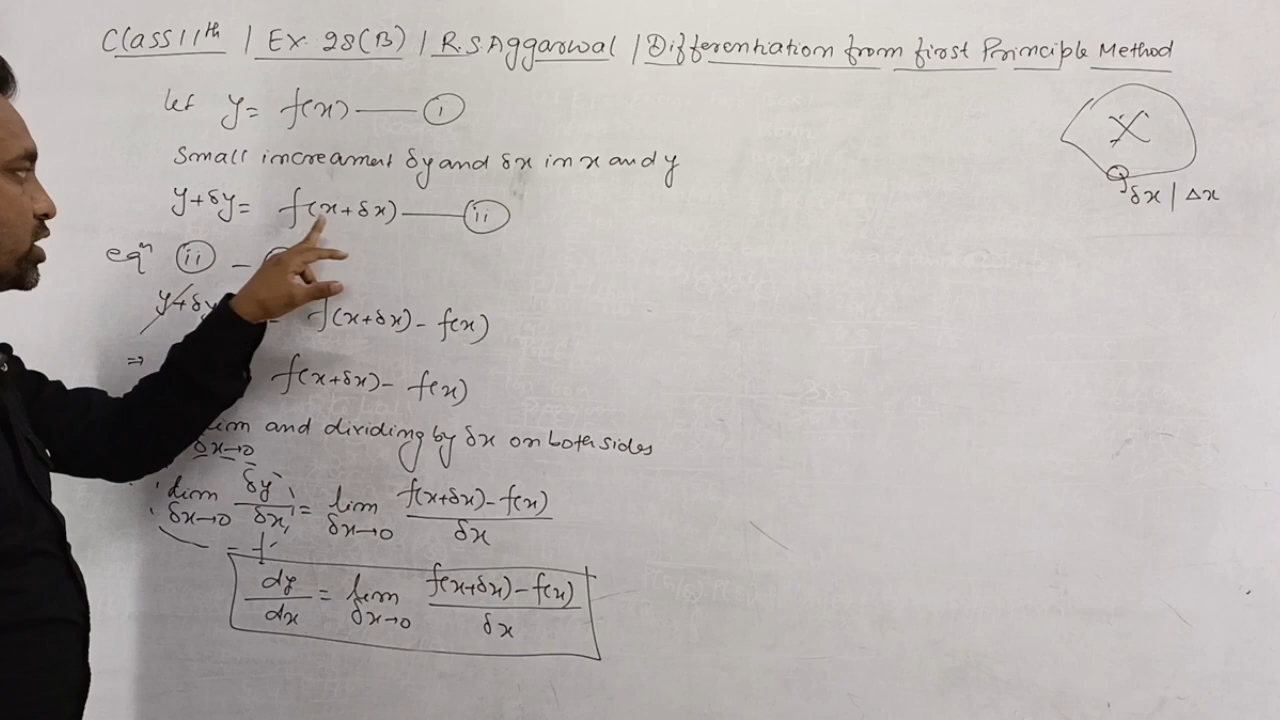 Class 11th / Ex. 28(B) / R.S Aggarwal / Differentiation from first Principle Method
let y = f(x) —— (i)
Small increament δy and δx in x and y
y+δy = f(x+δx) —— (ii)
eqn (ii) –
y+δy = f(x+δx) - f(x)
⇒ f(x+δx) - f(x)
lim and dividing by δx on both sides
δx→0
lim δy/δx = lim f(x+δx) - f(x)/δx
δx→0 δx→0
dy/dx = lim f(x+δx) - f(x)/δx
δx→0
X
δx / Δx